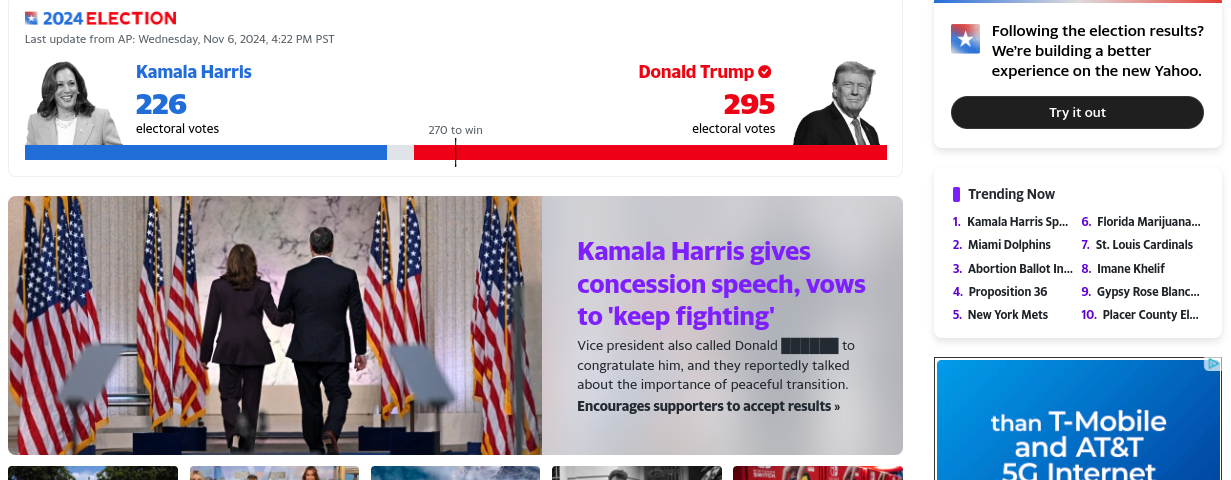 2024 ELECTION
Last update from AP: Wednesday, Nov 6, 2024, 4:22 PM PST
Kamala Harris
226
electoral votes
Donald Trump
295
electoral votes
270 to win
Kamala Harris gives
concession speech, vows
to 'keep fighting'
Vice president also called Donald to
congratulate him, and they reportedly talked
about the importance of peaceful transition.
Encourages supporters to accept results »
Following the election results?
We're building a better
experience on the new Yahoo.
Try it out
Trending Now
1. Kamala Harris Sp...
2. Miami Dolphins
3. Abortion Ballot In...
4. Proposition 36
5. New York Mets
6. Florida Marijuana...
7. St. Louis Cardinals
8. Imane Khelif
9. Gypsy Rose Blanc...
10. Placer County El...
than T-Mobile
and AT&T
5G Internet